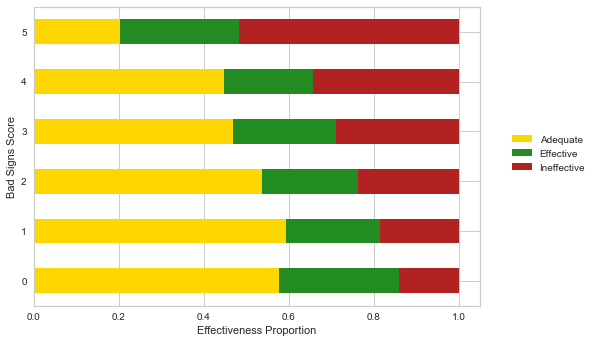 5
4
3
2
1
0
Bad Signs Score
0.0 0.2 0.4 0.6 0.8 1.0
Effectiveness Proportion
Adequate
Effective
Ineffective